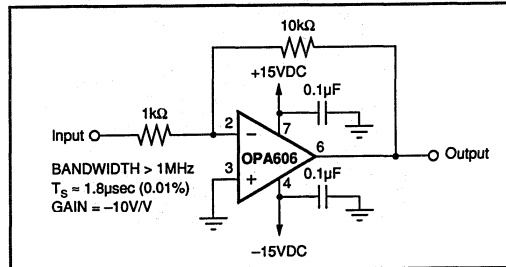 10kΩ
+15VDC
0.1µF
1kΩ
Input
2
−
7
6
OPA606
Output
3
+
4
0.1µF
BANDWIDTH > 1MHz
TS ≈ 1.8µsec (0.01%)
GAIN = −10V/V
−15VDC